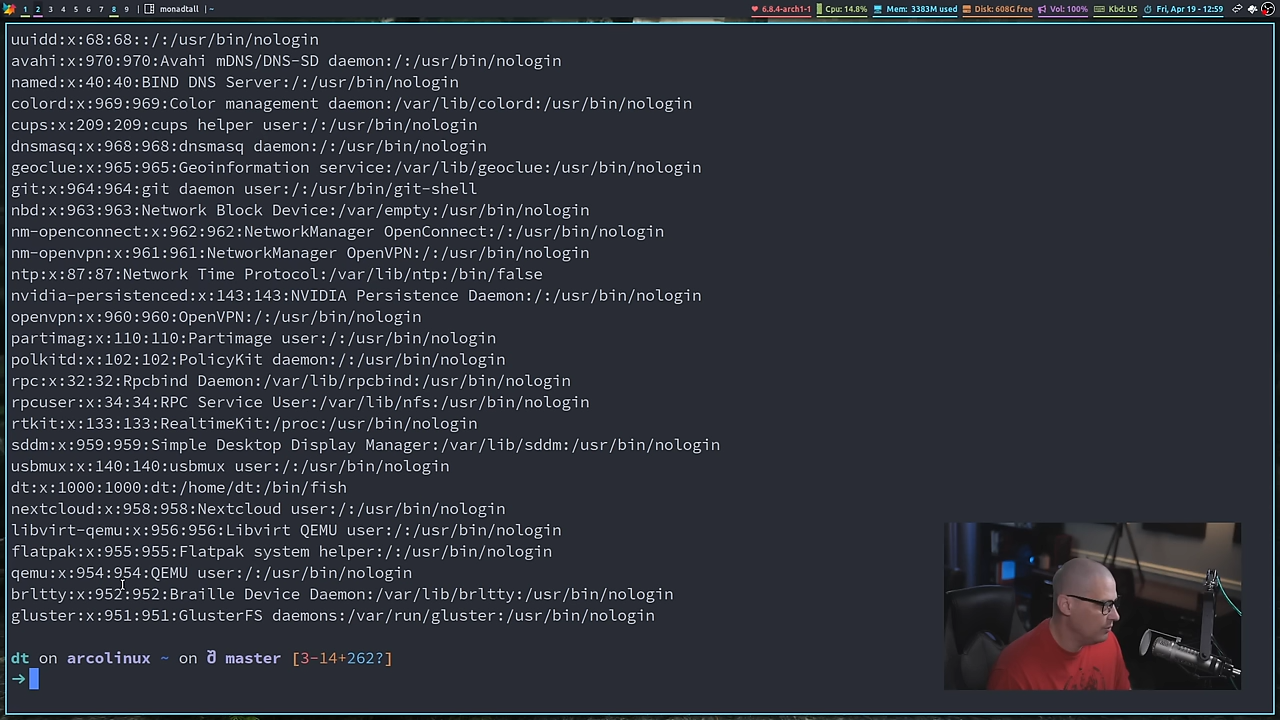 1 2 3 4 5 6 7 8 9 monadtall ~ 6.8.4-arch1-1 Cpu: 14.8% Mem: 3383M used Disk: 608G free Vol: 100% Kbd: US Fri, Apr 19 - 12:59
uuidd:x:68:68::/:/usr/bin/nologin
avahi:x:970:970:Avahi mDNS/DNS-SD daemon:/:/usr/bin/nologin
named:x:40:40:BIND DNS Server:/:/usr/bin/nologin
colord:x:969:969:Color management daemon:/var/lib/colord:/usr/bin/nologin
cups:x:209:209:cups helper user:/:/usr/bin/nologin
dnsmasq:x:968:968:dnsmasq daemon:/:/usr/bin/nologin
geoclue:x:965:965:Geoinformation service:/var/lib/geoclue:/usr/bin/nologin
git:x:964:964:git daemon user:/:/usr/bin/git-shell
nbd:x:963:963:Network Block Device:/var/empty:/usr/bin/nologin
nm-openconnect:x:962:962:NetworkManager OpenConnect:/:/usr/bin/nologin
nm-openvpn:x:961:961:NetworkManager OpenVPN:/:/usr/bin/nologin
ntp:x:87:87:Network Time Protocol:/var/lib/ntp:/bin/false
nvidia-persistenced:x:143:143:NVIDIA Persistence Daemon:/:/usr/bin/nologin
openvpn:x:960:960:OpenVPN:/:/usr/bin/nologin
partimag:x:110:110:Partimage user:/:/usr/bin/nologin
polkitd:x:102:102:PolicyKit daemon:/:/usr/bin/nologin
rpc:x:32:32:Rpcbind Daemon:/var/lib/rpcbind:/usr/bin/nologin
rpcuser:x:34:34:RPC Service User:/var/lib/nfs:/usr/bin/nologin
rtkit:x:133:133:RealtimeKit:/proc:/usr/bin/nologin
sddm:x:959:959:Simple Desktop Display Manager:/var/lib/sddm:/usr/bin/nologin
usbmux:x:140:140:usbmux user:/:/usr/bin/nologin
dt:x:1000:1000:dt:/home/dt:/bin/fish
nextcloud:x:958:958:Nextcloud user:/:/usr/bin/nologin
libvirt-qemu:x:956:956:Libvirt QEMU user:/:/usr/bin/nologin
flatpak:x:955:955:Flatpak system helper:/:/usr/bin/nologin
qemu:x:954:954:QEMU user:/:/usr/bin/nologin
brltty:x:952:952:Braille Device Daemon:/var/lib/brltty:/usr/bin/nologin
gluster:x:951:951:GlusterFS daemons:/var/run/gluster:/usr/bin/nologin
dt on arcolinux ~ on ð master [3-14+262?]
→